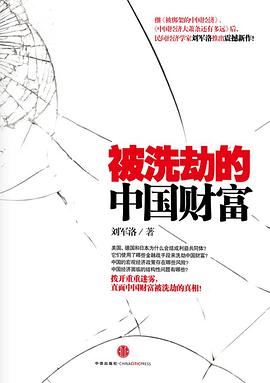 继《被绑架的中国经济》、
《中国经济大萧条还有多远》后，
民间经济学家刘军洛推出震撼新作！
被洗劫的
中国财富
刘军洛／著
美国、德国和日本为什么会结成利益共同体？
它们使用了哪些金融战手段来洗劫中国财富？
中国的宏观经济政策存在哪些风险？
中国经济面临的结构性问题有哪些？
拨开重重迷雾，
直面中国财富被洗劫的真相！
中信出版社·CHINACITICPRESS